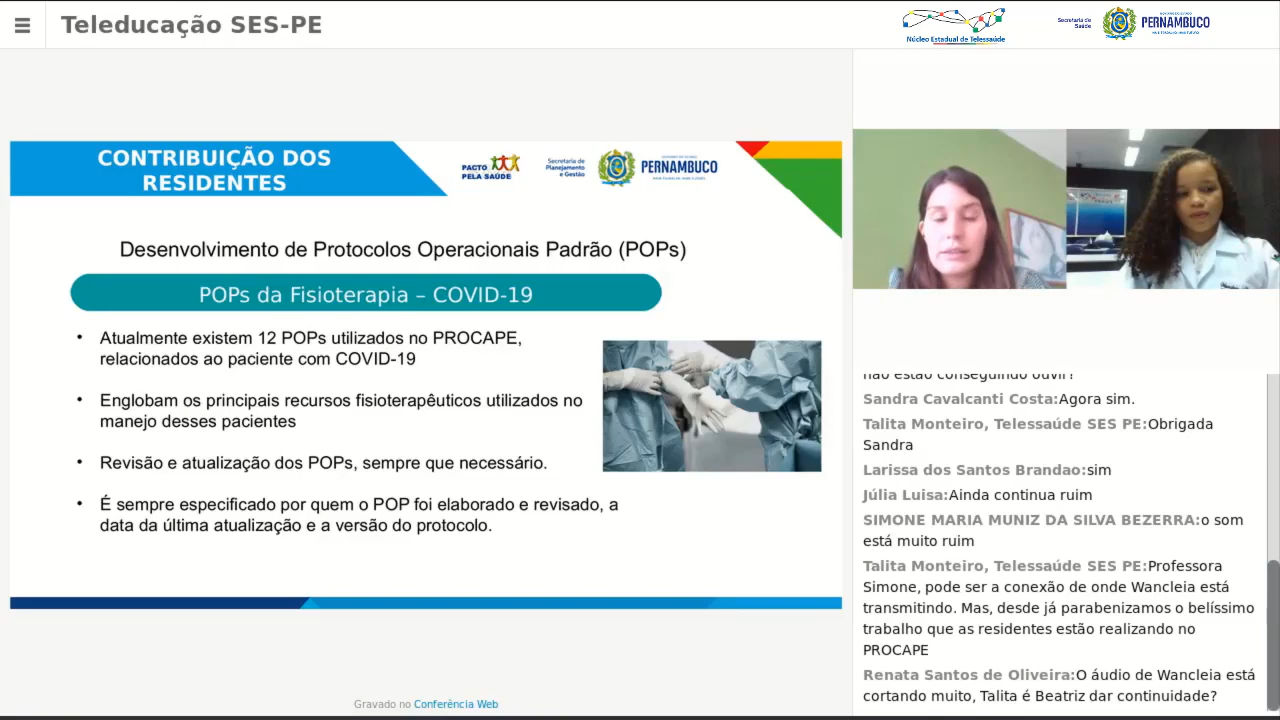 Teleducação SES-PE
Núcleo Estadual de Telessaúde
Secretaria de
Saúde
PERNAMBUCO
CONTRIBUIÇÃO DOS
RESIDENTES
PACTO
PELA SAÚDE
Secretaria de
Planejamento
e Gestão
PERNAMBUCO
Desenvolvimento de Protocolos Operacionais Padrão (POPs)
POPs da Fisioterapia – COVID-19
• Atualmente existem 12 POPs utilizados no PROCAPE,
relacionados ao paciente com COVID-19
• Englobam os principais recursos fisioterapêuticos utilizados no
manejo desses pacientes
• Revisão e atualização dos POPs, sempre que necessário.
• É sempre especificado por quem o POP foi elaborado e revisado, a
data da última atualização e a versão do protocolo.
não estão conseguindo ouvir?
Sandra Cavalcanti Costa:Agora sim.
Talita Monteiro, Telessaúde SES PE:Obrigada
Sandra
Larissa dos Santos Brandao:sim
Júlia Luisa:Ainda continua ruim
SIMONE MARIA MUNIZ DA SILVA BEZERRA:o som
está muito ruim
Talita Monteiro, Telessaúde SES PE:Professora
Simone, pode ser a conexão de onde Wancleia está
transmitindo. Mas, desde já parabenizamos o belíssimo
trabalho que as residentes estão realizando no
PROCAPE
Renata Santos de Oliveira:O áudio de Wancleia está
cortando muito, Talita é Beatriz dar continuidade?
Gravado no Conferência Web